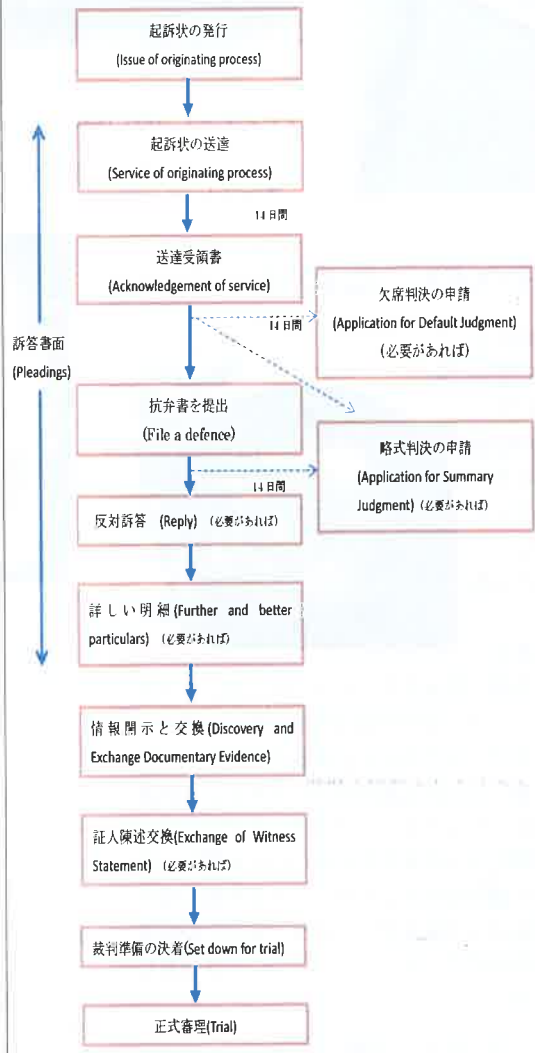 起訴状の発行
(Issue of originating process)
起訴状の送達
(Service of originating process)
14日間
送達受領書
(Acknowledgement of service)
欠席判決の申請
(Application for Default Judgment)
(必要があれば)
14日間
訴答書面
(Pleadings)
抗弁書を提出
(File a defence)
略式判決の申請
(Application for Summary
Judgment) (必要があれば)
14日間
反対訴答 (Reply) (必要があれば)
詳しい明細(Further and better
particulars) (必要があれば)
情報開示と交換(Discovery and
Exchange Documentary Evidence)
証人陳述交換(Exchange of Witness
Statement) (必要があれば)
裁判準備の決着(Set down for trial)
正式審理(Trial)